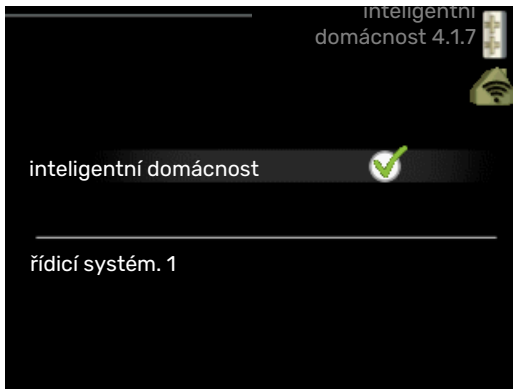 inteligentní
domácnost 4.1.7
inteligentní domácnost
řídicí systém. 1